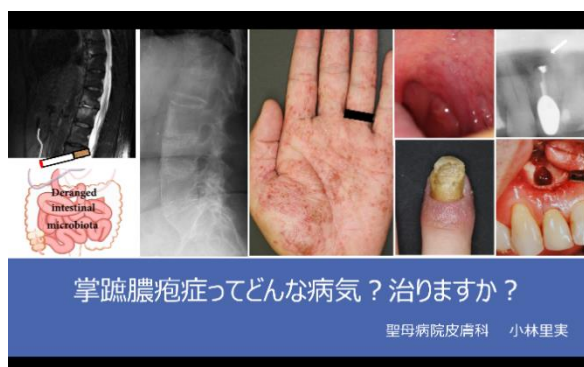 Deranged
intestinal
microbiota
掌蹠膿疱症ってどんな病気？治りますか？
聖母病院皮膚科　小林里実